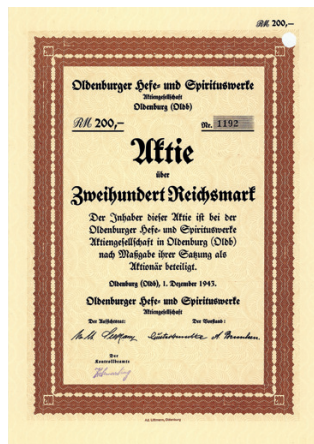 RM 200,–
Oldenburger Hefe- und Spirituswerke
Aktiengesellschaft
Oldenburg (Oldb)
RM 200,– Nr. 1192
Aktie
über
Zweihundert Reichsmark
Der Inhaber dieser Aktie ist bei der
Oldenburger Hefe- und Spirituswerke
Aktiengesellschaft in Oldenburg (Oldb)
nach Maßgabe ihrer Satzung als
Aktionär beteiligt.
Oldenburg (Oldb), 1. Dezember 1943.
Oldenburger Hefe- und Spirituswerke
Aktiengesellschaft
Der Aufsichtsrat: Der Vorstand:
Der
Kontrollbeamte